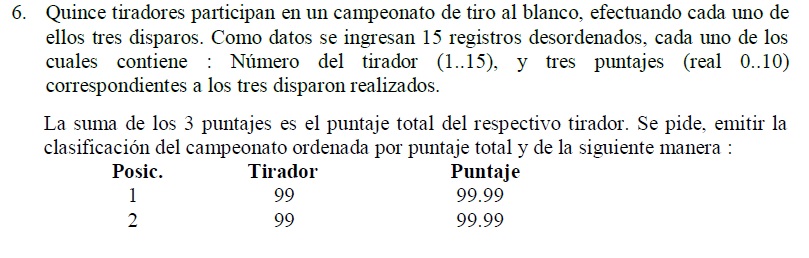 6. Quince tiradores participan en un campeonato de tiro al blanco, efectuando cada uno de
ellos tres disparos. Como datos se ingresan 15 registros desordenados, cada uno de los
cuales contiene : Número del tirador (1..15), y tres puntajes (real 0..10)
correspondientes a los tres disparon realizados.
La suma de los 3 puntajes es el puntaje total del respectivo tirador. Se pide, emitir la
clasificación del campeonato ordenada por puntaje total y de la siguiente manera :
Posic. Tirador Puntaje
1 99 99.99
2 99 99.99